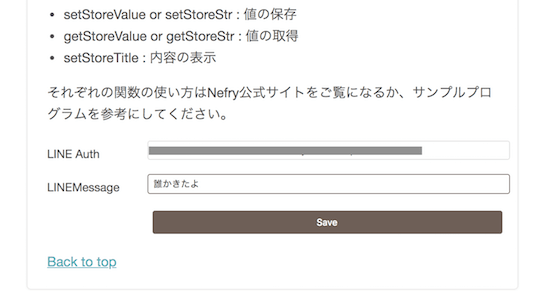 setStoreValue or setStoreStr : 値の保存
getStoreValue or getStoreStr : 値の取得
setStoreTitle : 内容の表示
それぞれの関数の使い方はNefry公式サイトをご覧になるか、サンプルプロ
グラムを参考にしてください。
LINE Auth
LINEMessage 誰かきたよ
Save
Back to top